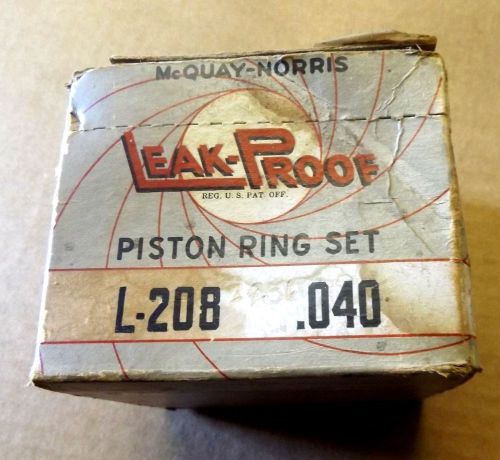 McQUAY-NORRIS
LEAK-PROOF
REG. U.S. PAT. OFF.
PISTON RING SET
L-208 .040